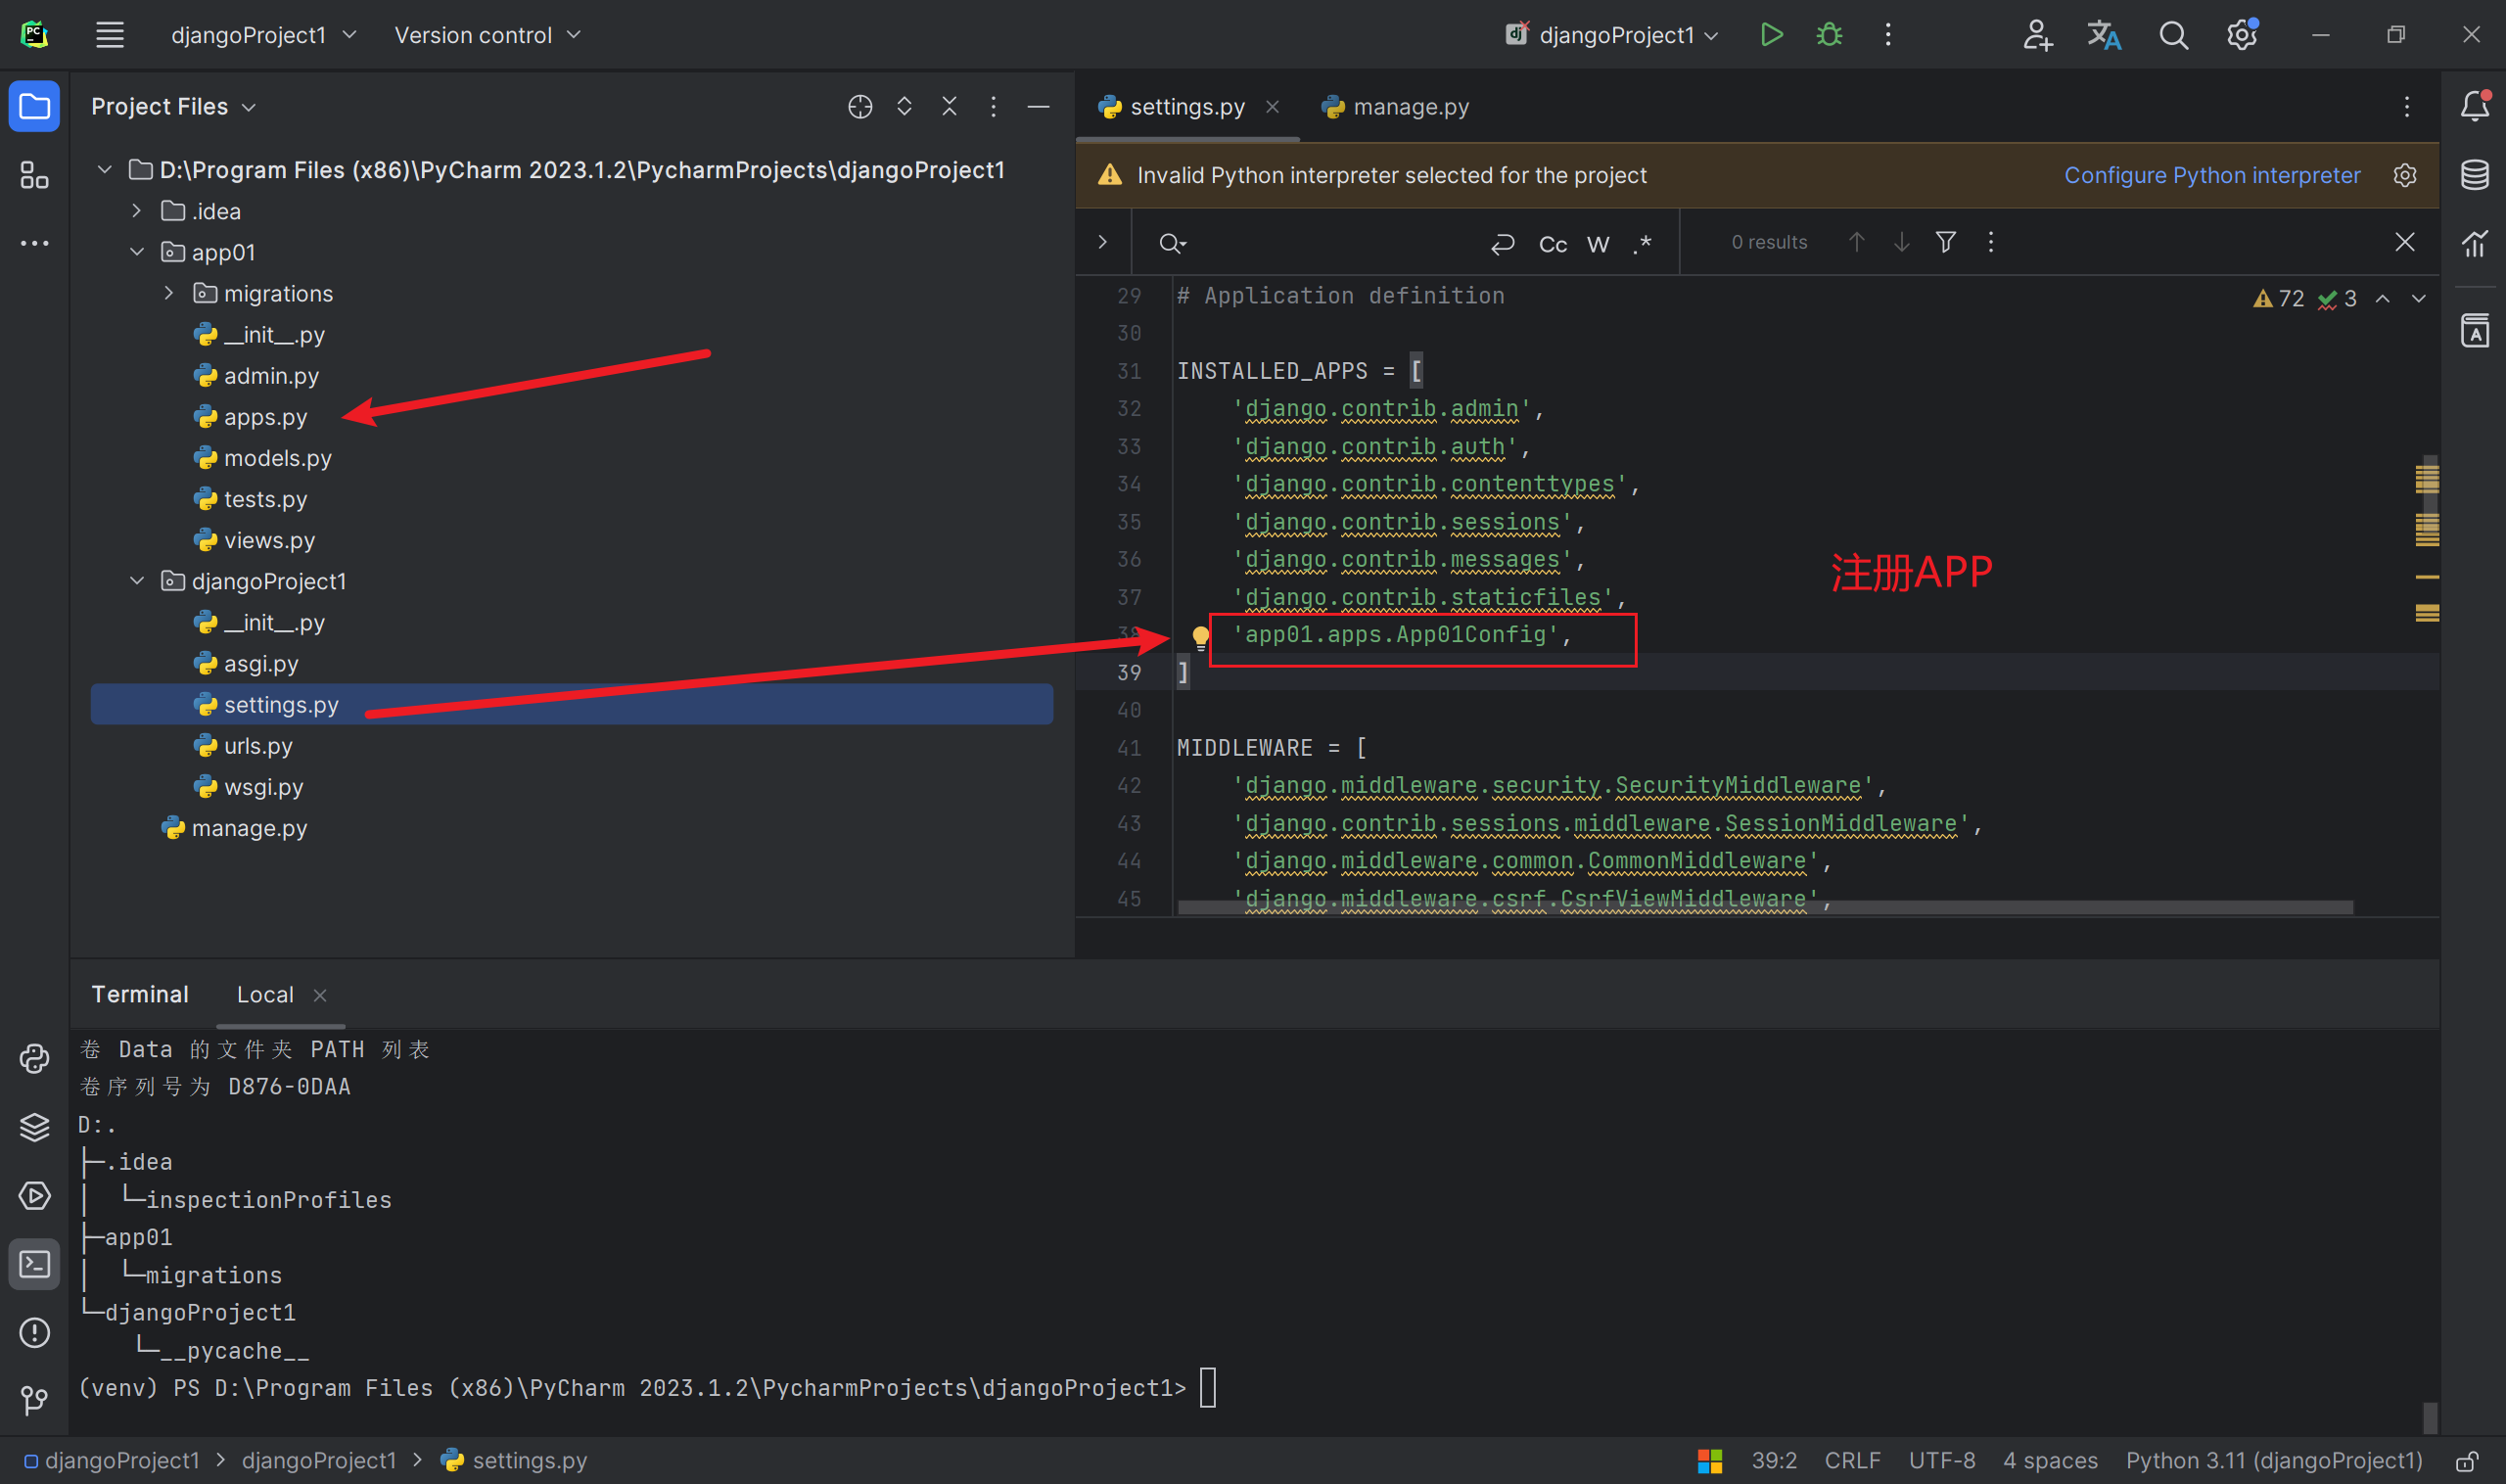 djangoProject1 Version control djangoProject1
Project Files
D:\Program Files (x86)\PyCharm 2023.1.2\PycharmProjects\djangoProject1
.idea
app01
migrations
__init__.py
admin.py
apps.py
models.py
tests.py
views.py
djangoProject1
__init__.py
asgi.py
settings.py
urls.py
wsgi.py
manage.py
settings.py manage.py
Invalid Python interpreter selected for the project Configure Python interpreter
Cc W .* 0 results
72 3
29 # Application definition
30
31 INSTALLED_APPS = [
32 'django.contrib.admin',
33 'django.contrib.auth',
34 'django.contrib.contenttypes',
35 'django.contrib.sessions',
36 'django.contrib.messages',
37 'django.contrib.staticfiles',
38 'app01.apps.App01Config',
39 ]
40
41 MIDDLEWARE = [
42 'django.middleware.security.SecurityMiddleware',
43 'django.contrib.sessions.middleware.SessionMiddleware',
44 'django.middleware.common.CommonMiddleware',
45 'django.middleware.csrf.CsrfViewMiddleware',
注册APP
Terminal Local
卷 Data 的文件夹 PATH 列表
卷序列号为 D876-0DAA
D:.
├─.idea
│  └─inspectionProfiles
├─app01
│  └─migrations
└─djangoProject1
    └─__pycache__
(venv) PS D:\Program Files (x86)\PyCharm 2023.1.2\PycharmProjects\djangoProject1>
djangoProject1 > djangoProject1 > settings.py 39:2 CRLF UTF-8 4 spaces Python 3.11 (djangoProject1)